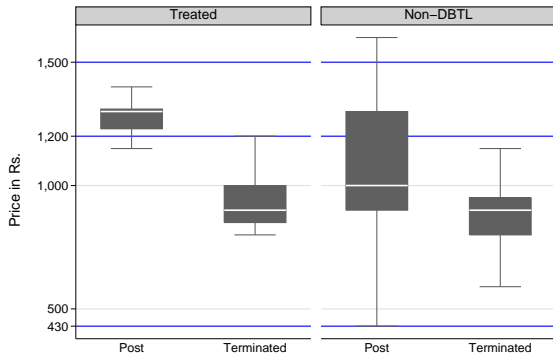 Treated
Non−DBTL
Price in Rs.
1,500
1,200
1,000
500
430
Post
Terminated
Post
Terminated